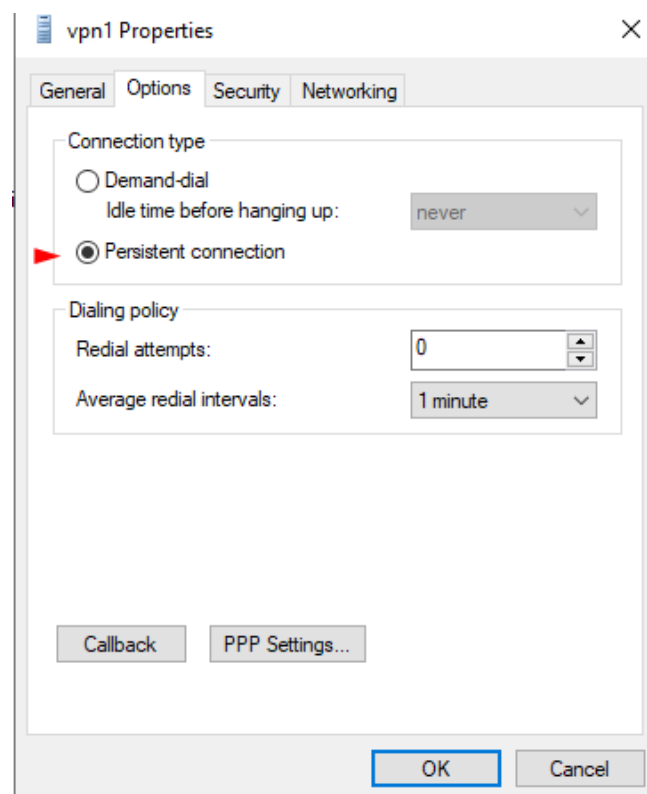 vpn1 Properties
General Options Security Networking
Connection type
Demand-dial
Idle time before hanging up: never
Persistent connection
Dialing policy
Redial attempts: 0
Average redial intervals: 1 minute
Callback PPP Settings...
OK Cancel